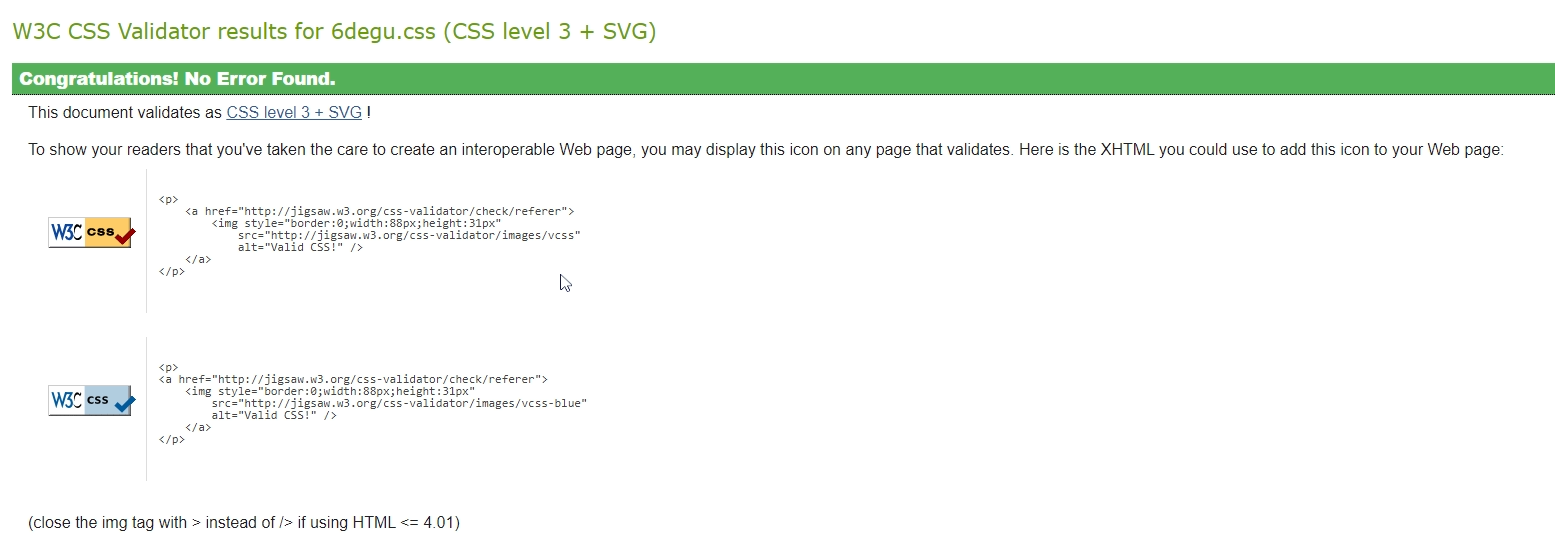 W3C CSS Validator results for 6degu.css (CSS level 3 + SVG)
Congratulations! No Error Found.
This document validates as CSS level 3 + SVG !
To show your readers that you've taken the care to create an interoperable Web page, you may display this icon on any page that validates. Here is the XHTML you could use to add this icon to your Web page:
W3C css
<p>
    <a href="http://jigsaw.w3.org/css-validator/check/referer">
        <img style="border:0;width:88px;height:31px"
            src="http://jigsaw.w3.org/css-validator/images/vcss"
            alt="Valid CSS!" />
    </a>
</p>
W3C css
<p>
<a href="http://jigsaw.w3.org/css-validator/check/referer">
    <img style="border:0;width:88px;height:31px"
        src="http://jigsaw.w3.org/css-validator/images/vcss-blue"
        alt="Valid CSS!" />
    </a>
</p>
(close the img tag with > instead of /> if using HTML <= 4.01)